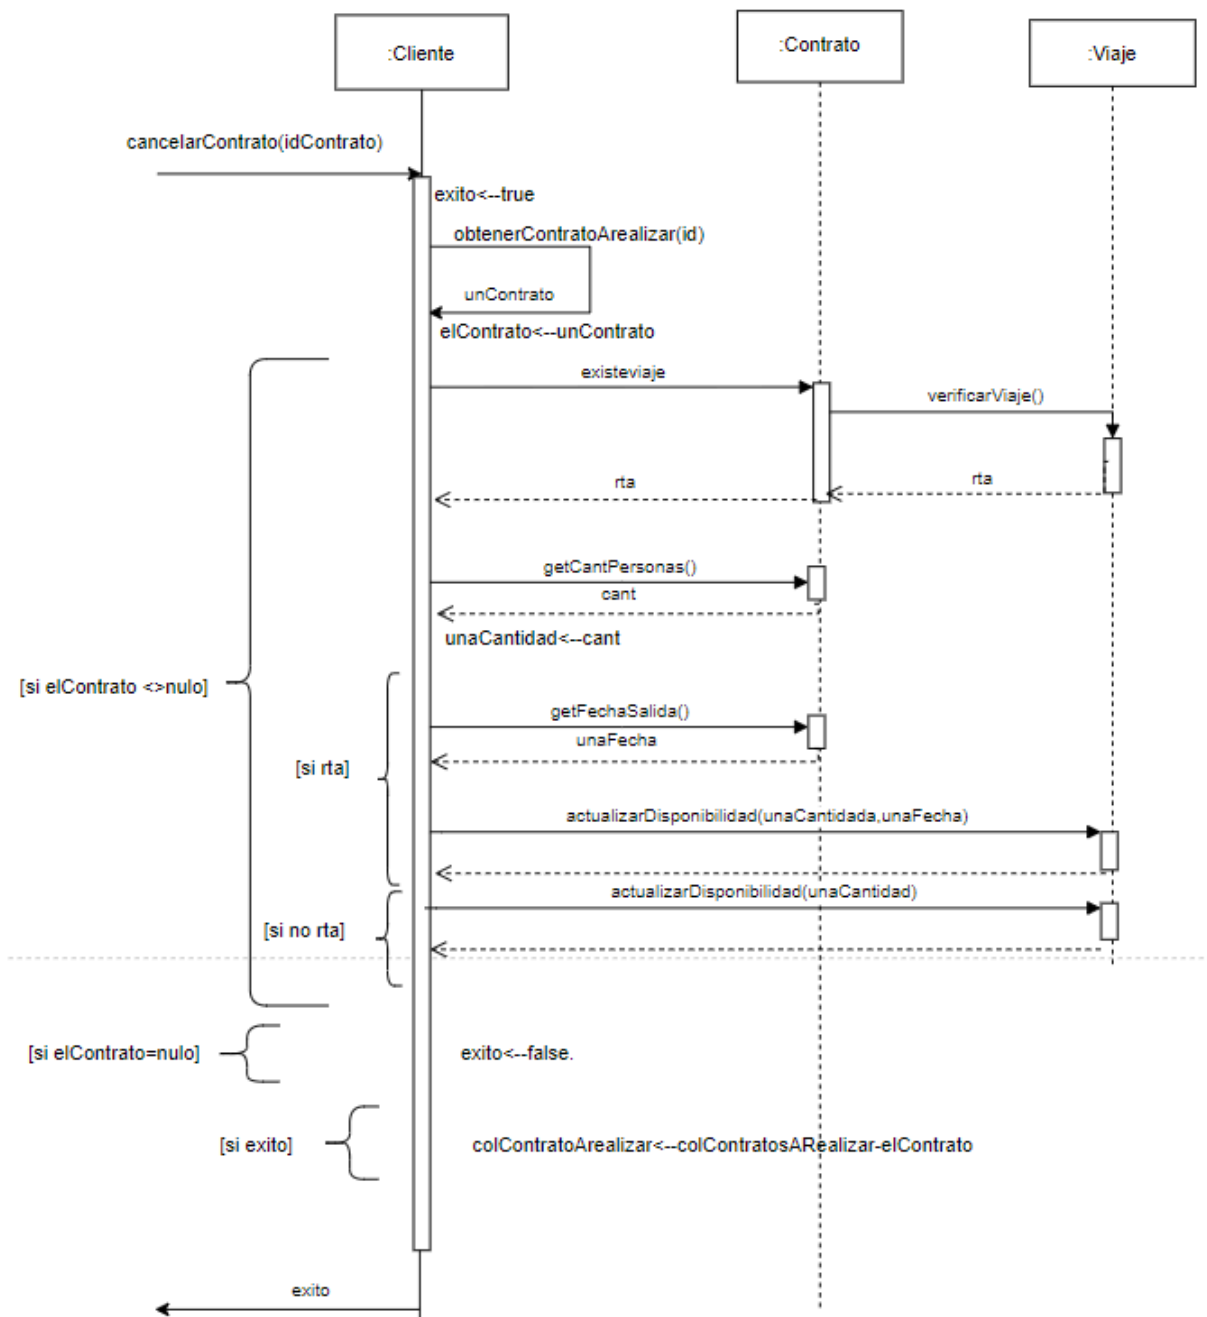 :Cliente
:Contrato
:Viaje
cancelarContrato(idContrato)
exito<--true
obtenerContratoArealizar(id)
unContrato
elContrato<--unContrato
existeviaje
verificarViaje()
rta
rta
getCantPersonas()
cant
unaCantidad<--cant
[si elContrato <>nulo]
getFechaSalida()
unaFecha
[si rta]
actualizarDisponibilidad(unaCantidada,unaFecha)
actualizarDisponibilidad(unaCantidad)
[si no rta]
[si elContrato=nulo]
exito<--false.
[si exito]
colContratoArealizar<--colContratosARealizar-elContrato
exito